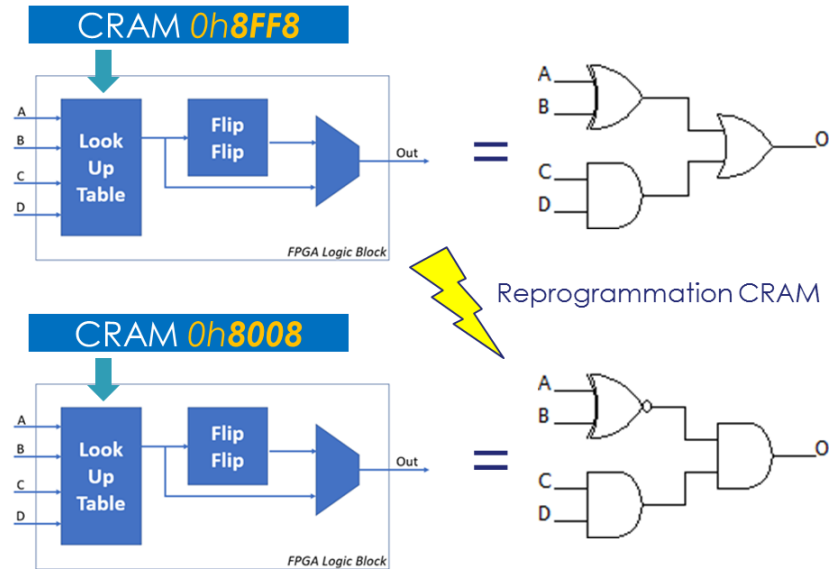 CRAM 0h8FF8
A
B
C
D
Look
Up
Table
Flip
Flip
Out
FPGA Logic Block
=
A
B
C
D
O
Reprogrammation CRAM
CRAM 0h8008
A
B
C
D
Look
Up
Table
Flip
Flip
Out
FPGA Logic Block
=
A
B
C
D
O